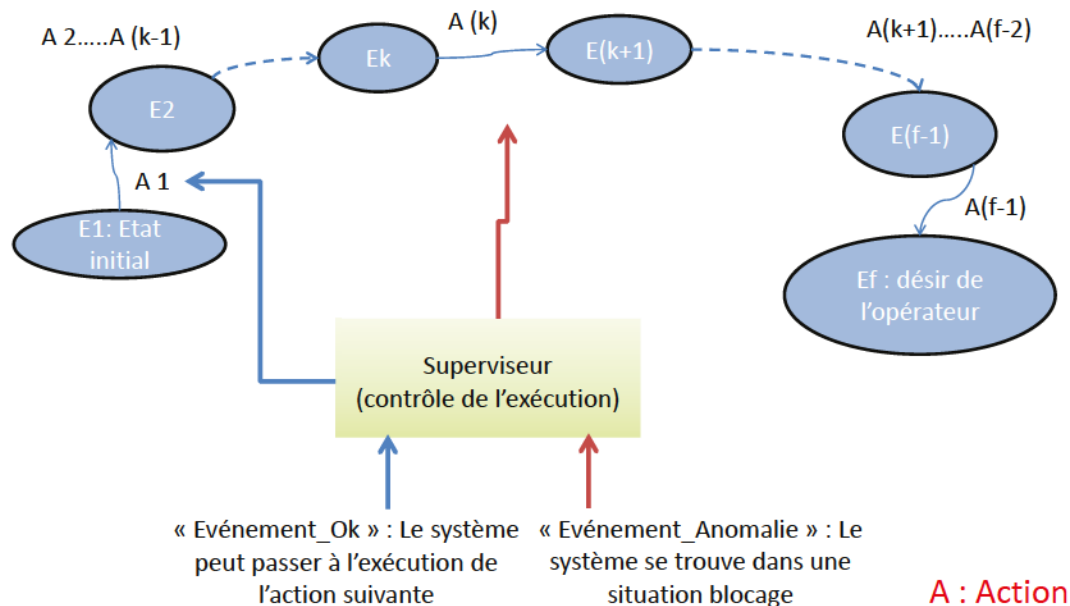 A 2.....A (k-1)
A (k)
A(k+1).....A(f-2)
Ek
E(k+1)
E2
E(f-1)
A 1
A(f-1)
E1: Etat
initial
Ef : désir de
l’opérateur
Superviseur
(contrôle de l’exécution)
« Evénement_Ok » : Le système
peut passer à l’exécution de
l’action suivante
« Evénement_Anomalie » : Le
système se trouve dans une
situation blocage
A : Action